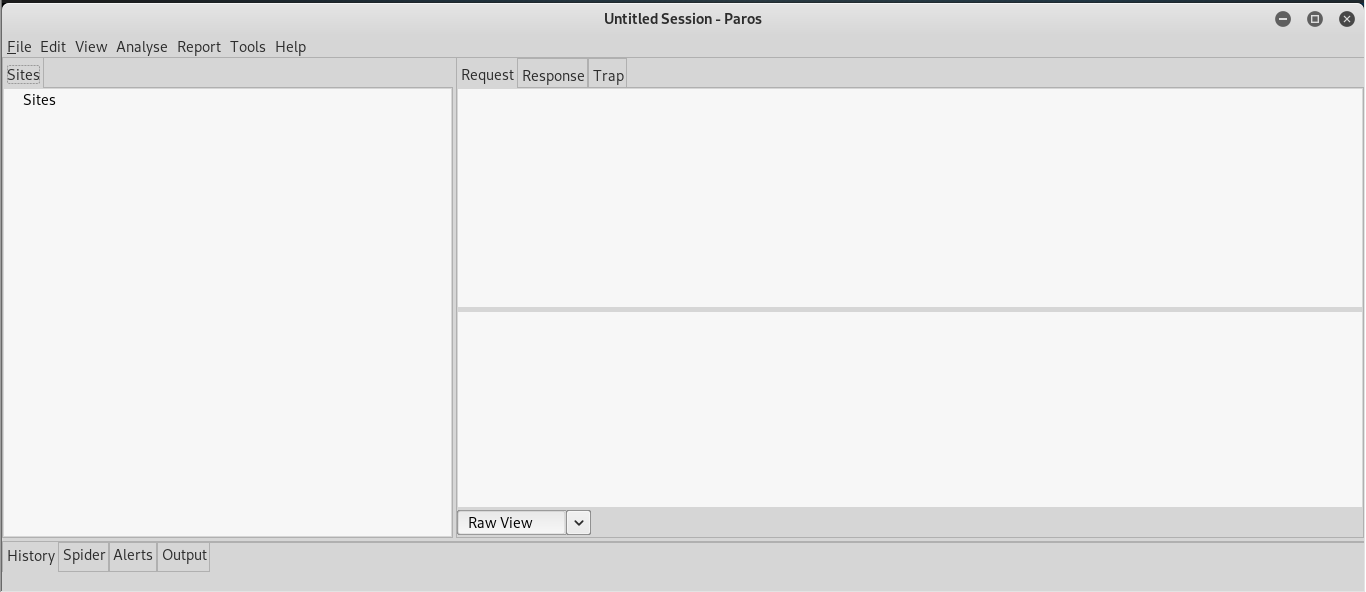 Untitled Session - Paros
File Edit View Analyse Report Tools Help
Sites
Request Response Trap
Sites
Raw View
History Spider Alerts Output